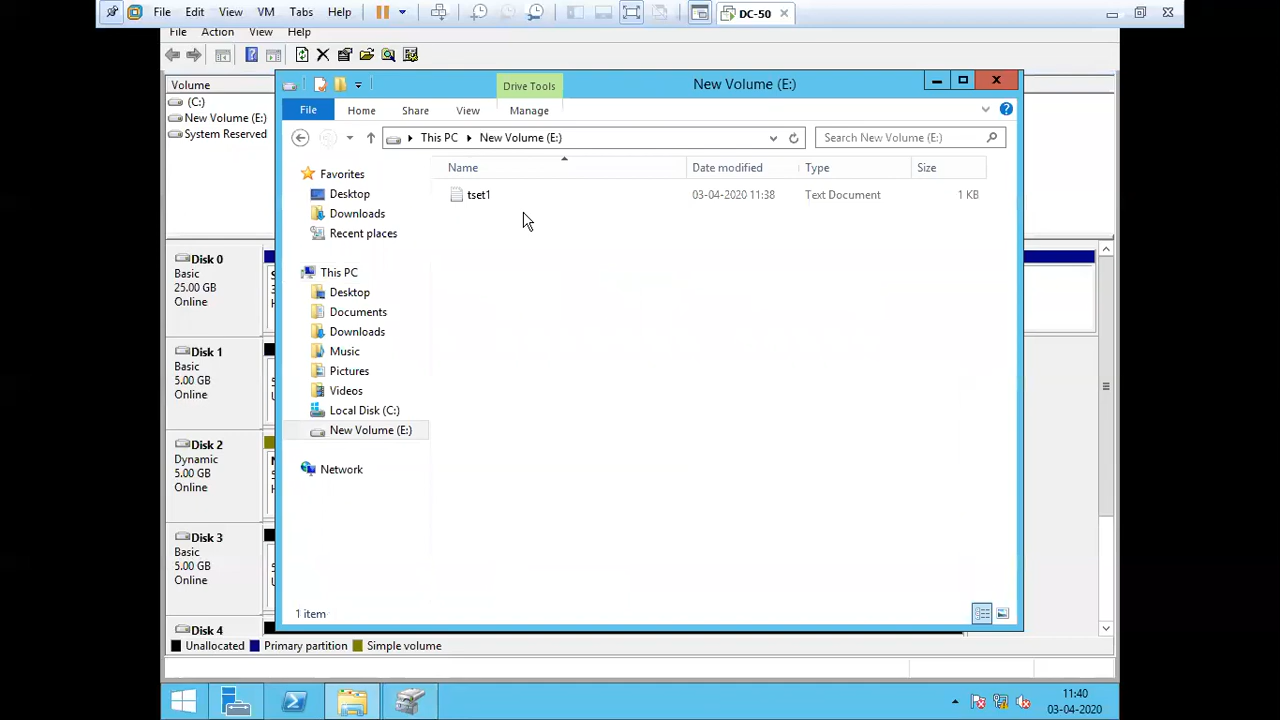 File Edit View VM Tabs Help DC-50
File Action View Help
Drive Tools New Volume (E:)
File Home Share View Manage
This PC New Volume (E:) Search New Volume (E:)
Volume
(C:)
New Volume (E:)
System Reserved
Favorites
Desktop
Downloads
Recent places
This PC
Desktop
Documents
Downloads
Music
Pictures
Videos
Local Disk (C:)
New Volume (E:)
Network
Name Date modified Type Size
tset1 03-04-2020 11:38 Text Document 1 KB
Disk 0
Basic
25.00 GB
Online
Disk 1
Basic
5.00 GB
Online
Disk 2
Dynamic
5.00 GB
Online
Disk 3
Basic
5.00 GB
Online
Disk 4
1 item
Unallocated Primary partition Simple volume
11:40
03-04-2020